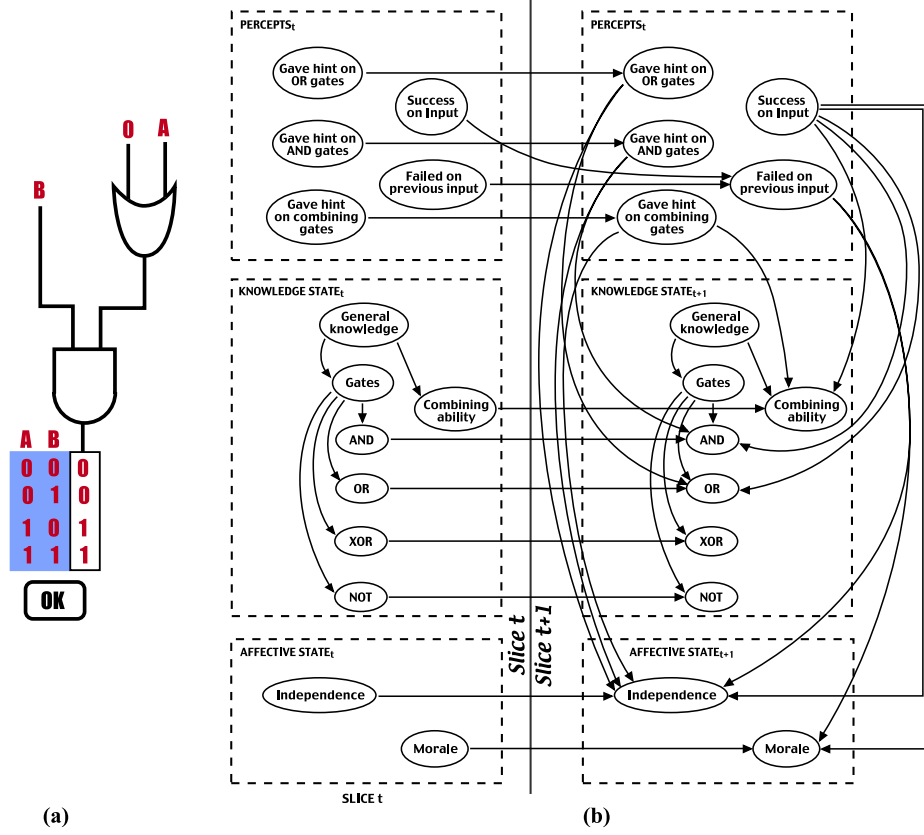 O A
B
A B
0 0 0
0 1 0
1 0 1
1 1 1
OK
(a)
PERCEPTSt
Gave hint on
OR gates
Success
on Input
Gave hint on
AND gates
Failed on
previous input
Gave hint
on combining
gates
KNOWLEDGE STATEt
General
knowledge
Gates
Combining
ability
AND
OR
XOR
NOT
AFFECTIVE STATEt
Independence
Morale
SLICE t
Slice t
Slice t+1
PERCEPTSt
Gave hint on
OR gates
Success
on Input
Gave hint on
AND gates
Failed on
previous input
Gave hint
on combining
gates
KNOWLEDGE STATEt+1
General
knowledge
Gates
Combining
ability
AND
OR
XOR
NOT
AFFECTIVE STATEt+1
Independence
Morale
(b)